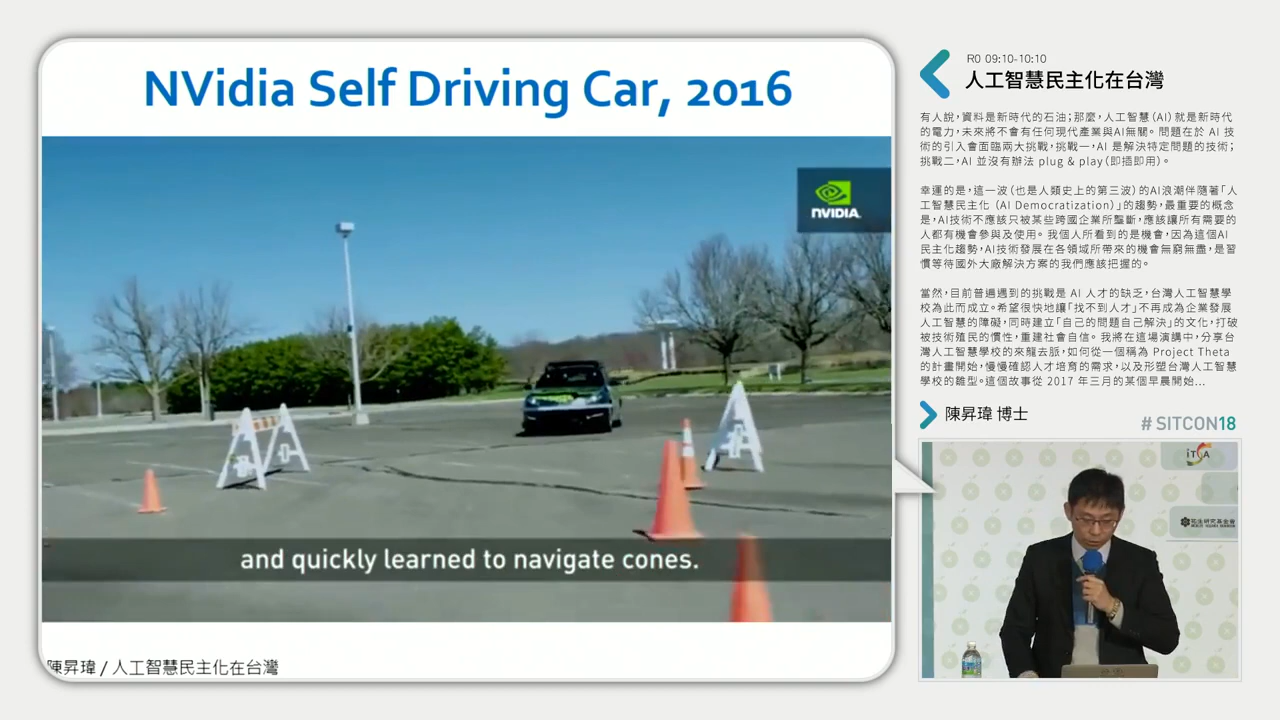 NVidia Self Driving Car, 2016
NVIDIA.
and quickly learned to navigate cones.
陳昇瑋 / 人工智慧民主化在台灣
R0 09:10-10:10
人工智慧民主化在台灣
有人說，資料是新時代的石油；那麼，人工智慧（AI）就是新時代
的電力，未來將不會有任何現代產業與AI無關。問題在於 AI 技
術的引入會面臨兩大挑戰，挑戰一，AI 是解決特定問題的技術；
挑戰二，AI 並沒有辦法 plug & play（即插即用）。
幸運的是，這一波（也是人類史上的第三波）的AI浪潮伴隨著「人
工智慧民主化（AI Democratization）」的趨勢，最重要的概念
是，AI技術不應該只被某些跨國企業所壟斷，應該讓所有需要的
人都有機會參與及使用。我個人所看到的是機會，因為這個AI
民主化趨勢，AI技術發展在各領域所帶來的機會無窮無盡，是習
慣等待國外大廠解決方案的我們應該把握的。
當然，目前普遍遇到的挑戰是 AI 人才的缺乏，台灣人工智慧學
校為此而成立。希望很快地讓「找不到人才」不再成為企業發展
人工智慧的障礙，同時建立「自己的問題自己解決」的文化，打破
被技術殖民的慣性，重建社會自信。我將在這場演講中，分享台
灣人工智慧學校的來龍去脈，如何從一個稱為 Project Theta
的計畫開始，慢慢確認人才培育的需求，以及形塑台灣人工智慧
學校的雛型。這個故事從 2017 年三月的某個早晨開始...
陳昇瑋 博士
# SITCON18
iTSA